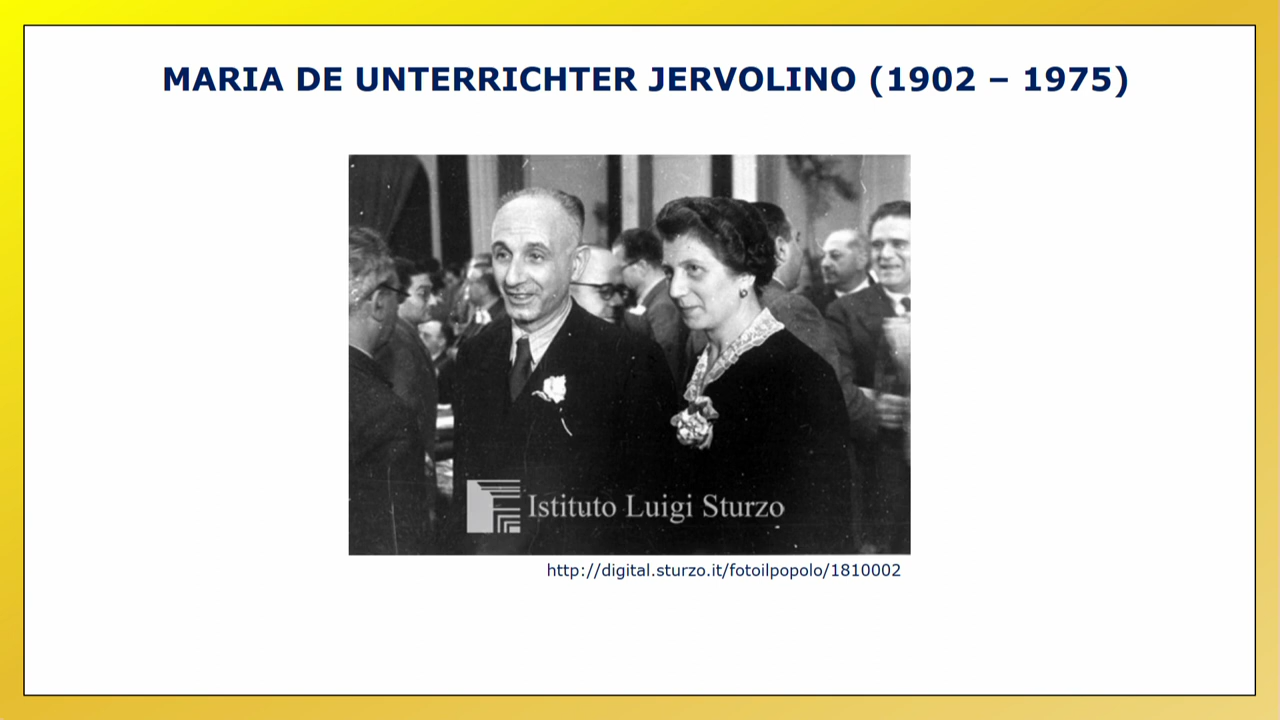 MARIA DE UNTERRICHTER JERVOLINO (1902 – 1975)
Istituto Luigi Sturzo
http://digital.sturzo.it/fotoilpopolo/1810002